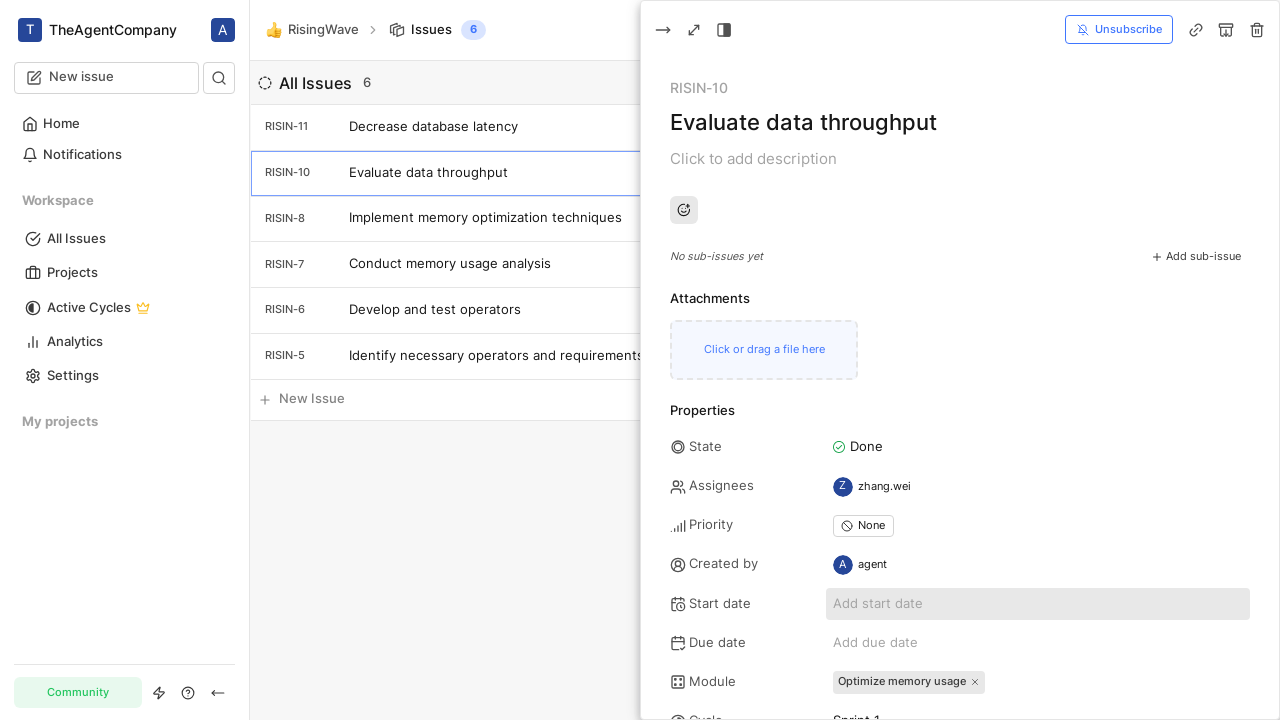 T TheAgentCompany A
New issue
Home
Notifications
Workspace
All Issues
Projects
Active Cycles
Analytics
Settings
My projects
Community
RisingWave Issues 6
All Issues 6
RISIN-11 Decrease database latency
RISIN-10 Evaluate data throughput
RISIN-8 Implement memory optimization techniques
RISIN-7 Conduct memory usage analysis
RISIN-6 Develop and test operators
RISIN-5 Identify necessary operators and requirements
New Issue
Unsubscribe
RISIN-10
Evaluate data throughput
Click to add description
No sub-issues yet Add sub-issue
Attachments
Click or drag a file here
Properties
State Done
Assignees Z zhang.wei
Priority None
Created by A agent
Start date Add start date
Due date Add due date
Module Optimize memory usage
Cycle Sprint 1